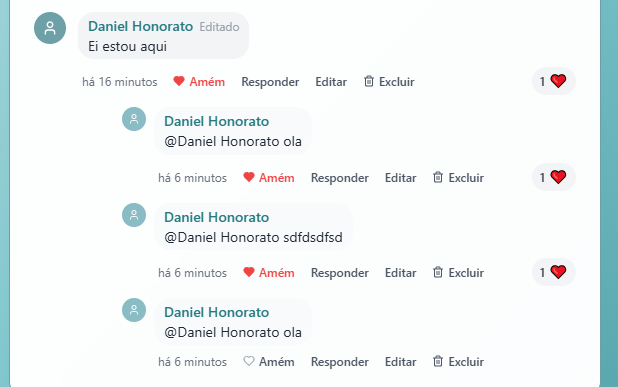 Daniel Honorato Editado
Ei estou aqui
há 16 minutos Amém Responder Editar Excluir 1
Daniel Honorato
@Daniel Honorato ola
há 6 minutos Amém Responder Editar Excluir 1
Daniel Honorato
@Daniel Honorato sdfdsdfsd
há 6 minutos Amém Responder Editar Excluir 1
Daniel Honorato
@Daniel Honorato ola
há 6 minutos Amém Responder Editar Excluir